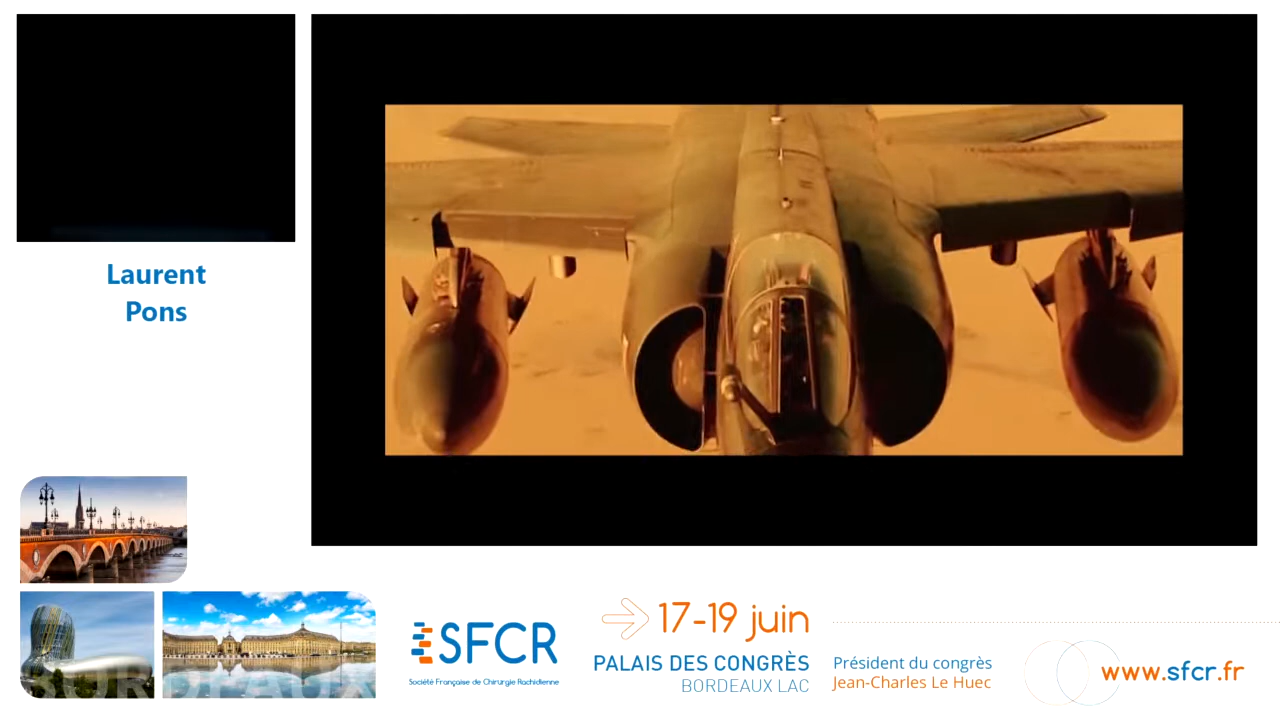 Laurent
Pons
BORDEAUX
SFCR
Société Française de Chirurgie Rachidienne
17-19 juin
PALAIS DES CONGRÈS
BORDEAUX LAC
Président du congrès
Jean-Charles Le Huec
www.sfcr.fr